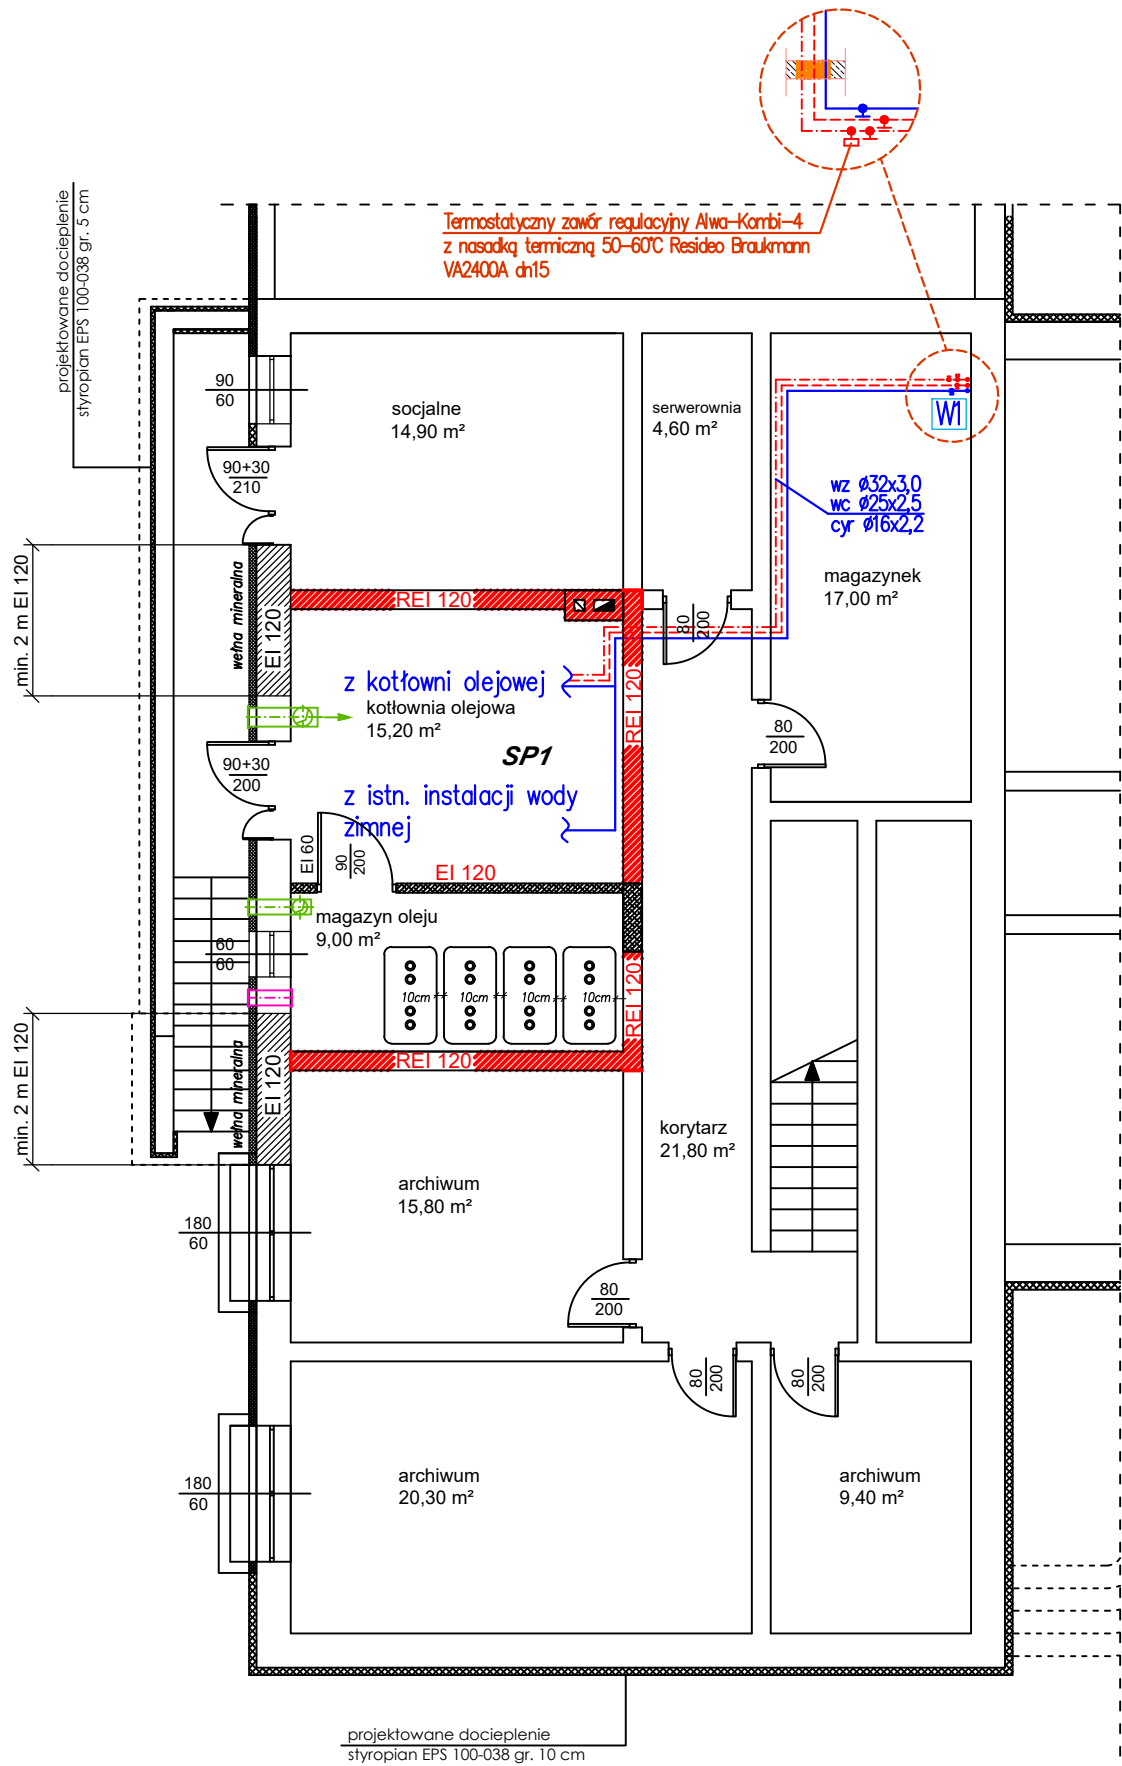 Termostatyczny zawór regulacyjny Alwa-Kombi-4
z nasadką termiczną 50-60°C Resideo Braukmann
VA2400A dn15
projektowane docieplenie
styropian EPS 100-038 gr. 5 cm
90
60
socjalne
14,90 m²
serwerownia
4,60 m²
W1
90+30
210
wz Ø32x3,0
wc Ø25x2,5
cyr Ø16x2,2
magazynek
17,00 m²
min. 2 m EI 120
wełna mineralna
EI 120
REI 120
80
200
z kotłowni olejowej
kotłownia olejowa
15,20 m²
REI 120
SP1
80
200
90+30
200
z istn. instalacji wody
zimnej
EI 60
90
200
EI 120
magazyn oleju
9,00 m²
60
60
10cm
10cm
10cm
10cm
REI 120
min. 2 m EI 120
wełna mineralna
EI 120
REI 120
korytarz
21,80 m²
archiwum
15,80 m²
180
60
80
200
80
200
80
200
archiwum
20,30 m²
archiwum
9,40 m²
180
60
projektowane docieplenie
styropian EPS 100-038 gr. 10 cm